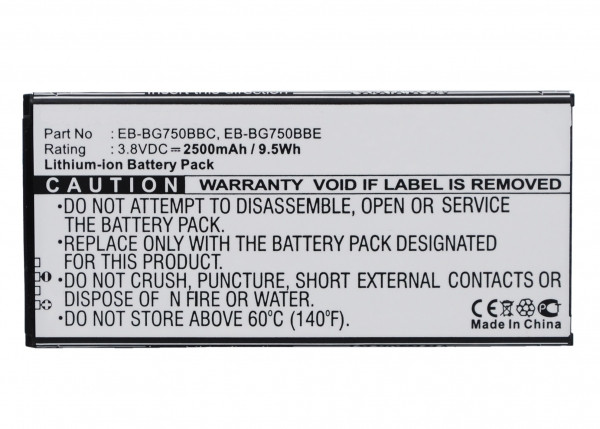 Part No : EB-BG750BBC, EB-BG750BBE
Rating : 3.8VDC = 2500mAh / 9.5Wh
Lithium-ion Battery Pack
CAUTION WARRANTY VOID IF LABEL IS REMOVED
•DO NOT ATTEMPT TO DISASSEMBLE, OPEN OR SERVICE
THE BATTERY PACK.
•REPLACE ONLY WITH THE BATTERY PACK DESIGNATED
•DO NOT CRUSH, PUNCTURE, SHORT EXTERNAL CONTACTS OR
DISPOSE OF N FIRE OR WATER.
•DO NOT STORE ABOVE 60°C (140°F)
CE
Made In China